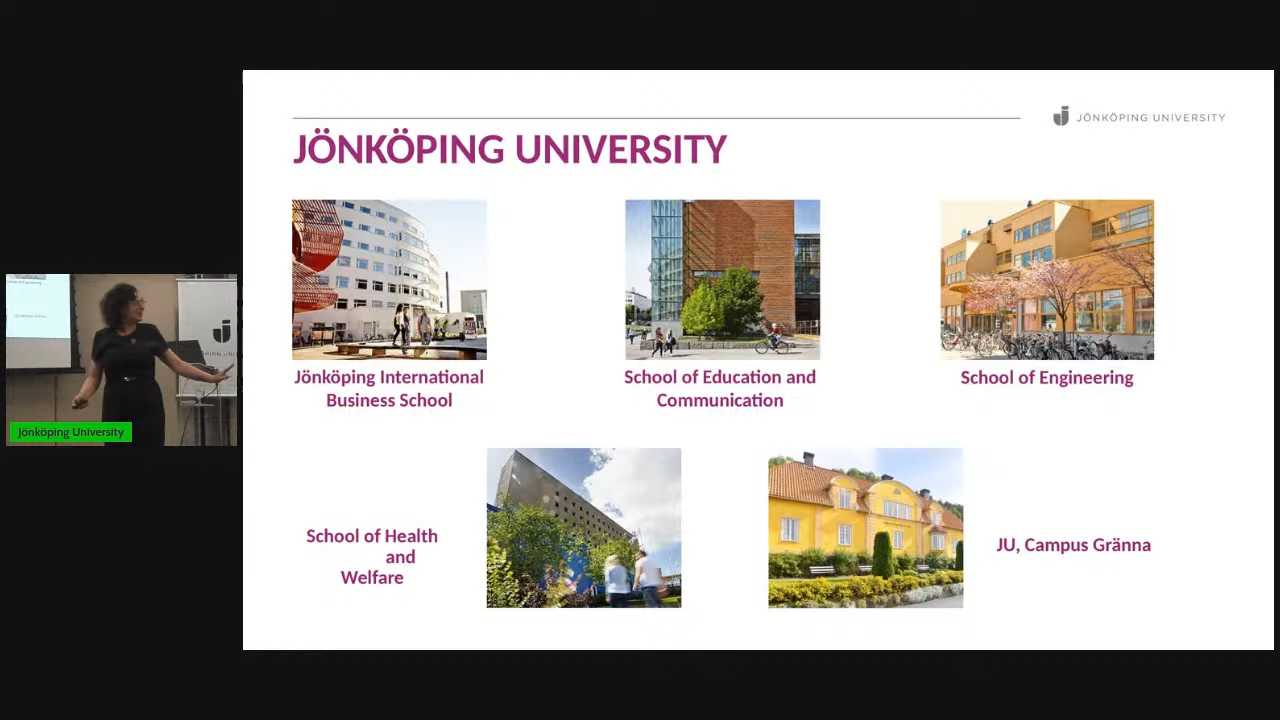 JÖNKÖPING UNIVERSITY
JÖNKÖPING UNIVERSITY
Jönköping International
Business School
School of Education and
Communication
School of Engineering
School of Health
and
Welfare
JU, Campus Gränna
Jönköping University